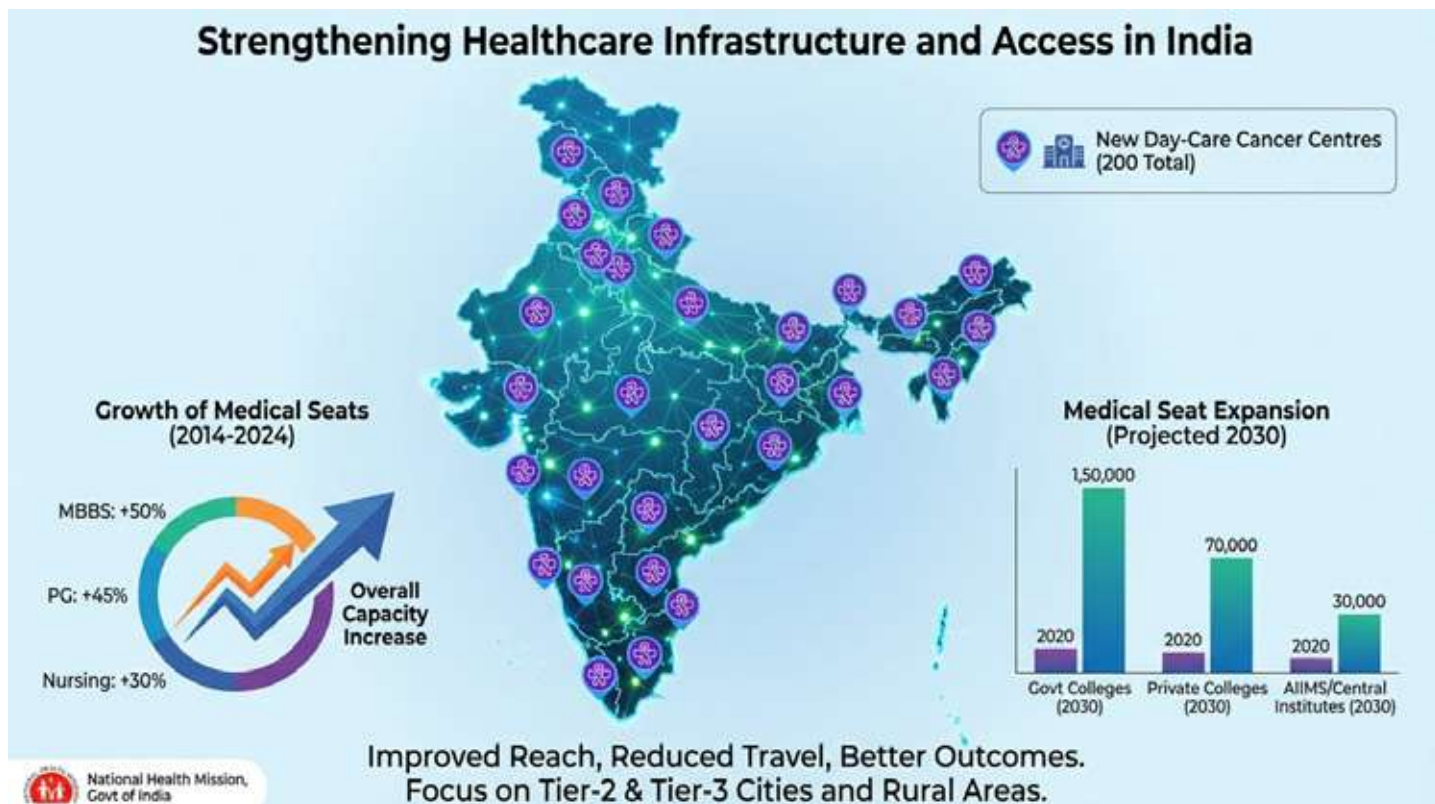 Strengthening Healthcare Infrastructure and Access in India
New Day-Care Cancer Centres
(200 Total)
Growth of Medical Seats
(2014-2024)
MBBS: +50%
PG: +45%
Nursing: +30%
Overall
Capacity
Increase
Medical Seat Expansion
(Projected 2030)
1,50,000
70,000
30,000
2020
2020
2020
Govt Colleges
(2030)
Private Colleges
(2030)
AIIMS/Central
Institutes (2030)
Improved Reach, Reduced Travel, Better Outcomes.
Focus on Tier-2 & Tier-3 Cities and Rural Areas.
National Health Mission,
Govt of India